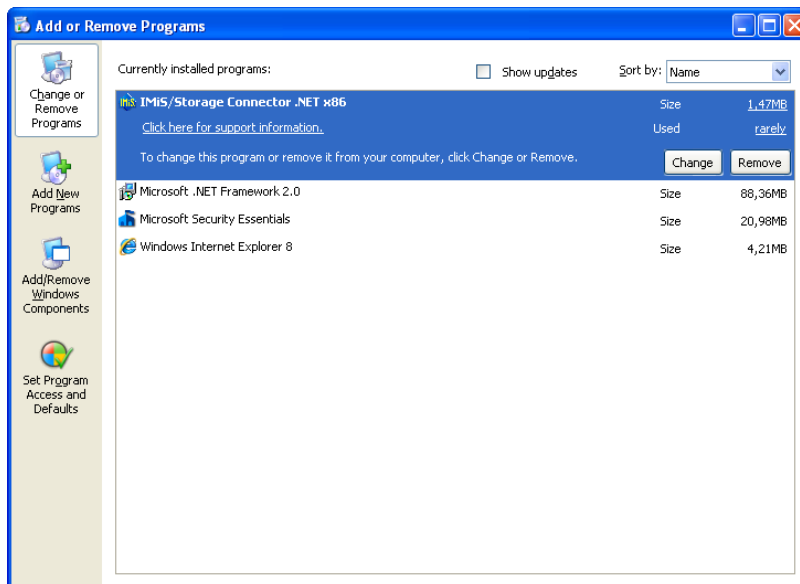 Add or Remove Programs
Change or
Remove
Programs
Add New
Programs
Add/Remove
Windows
Components
Set Program
Access and
Defaults
Currently installed programs:
Show updates
Sort by: Name
IMiS/Storage Connector .NET x86 Size 1,47MB
Click here for support information. Used rarely
To change this program or remove it from your computer, click Change or Remove. Change Remove
Microsoft .NET Framework 2.0 Size 88,36MB
Microsoft Security Essentials Size 20,98MB
Windows Internet Explorer 8 Size 4,21MB